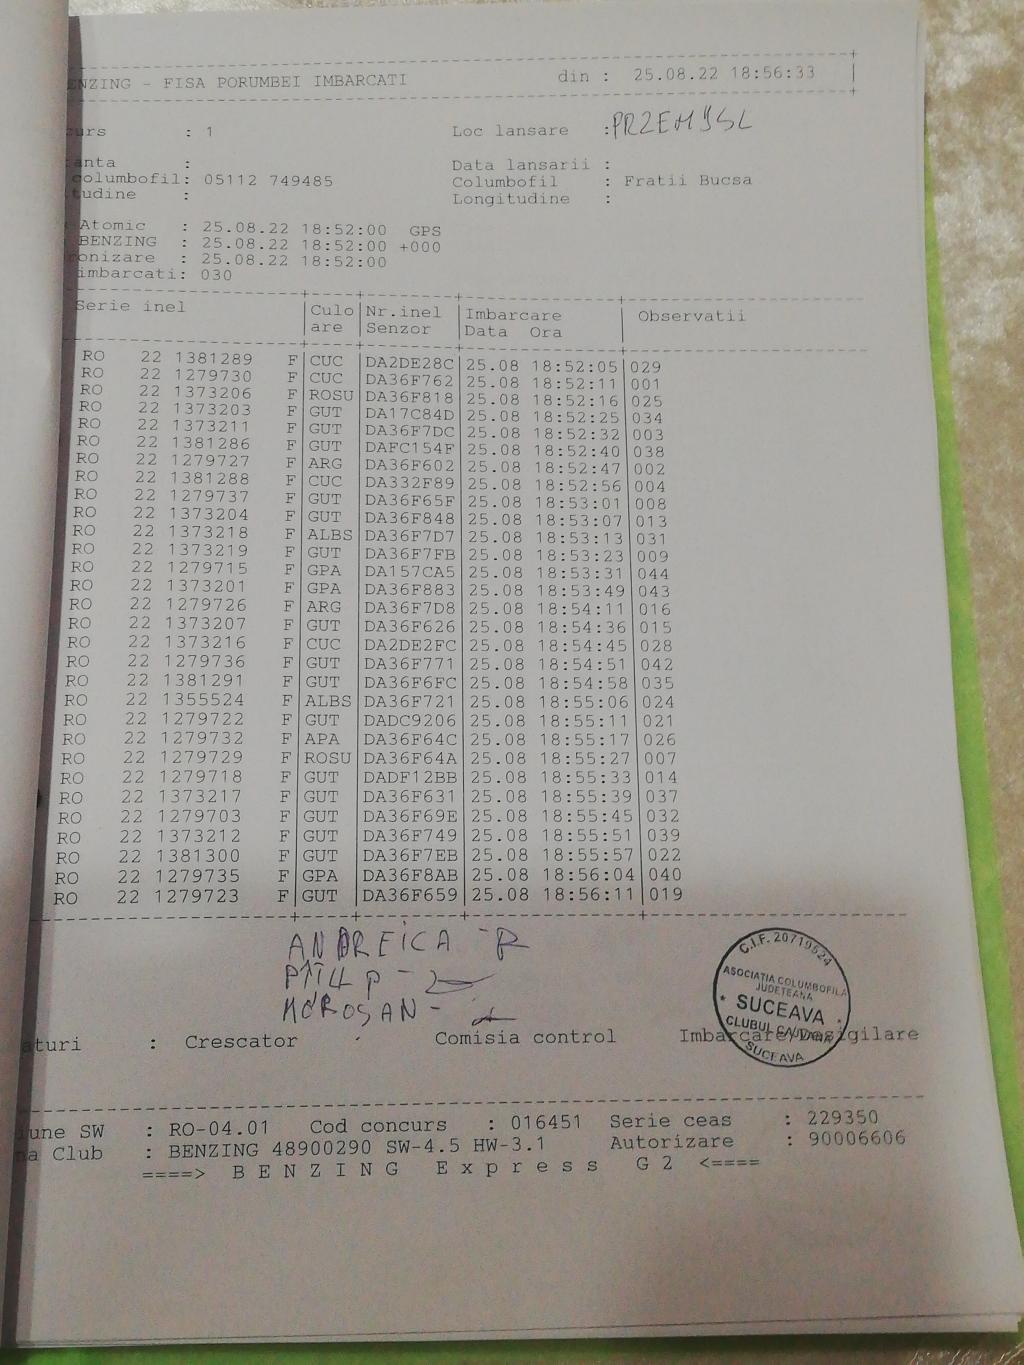 ENZING - FISA PORUMBEI IMBARCATI din : 25.08.22 18:56:33
urs : 1 Loc lansare : PRZEMYSL
anta : Data lansarii :
columbofil: 05112 749485 Columbofil : Fratii Bucsa
tudine : Longitudine :
Atomic : 25.08.22 18:52:00 GPS
BENZING : 25.08.22 18:52:00 +000
onizare : 25.08.22 18:52:00
imbarcati: 030
Serie inel Culo Nr.inel Imbarcare Observatii
are Senzor Data Ora
RO 22 1381289 F CUC DA2DE28C 25.08 18:52:05 029
RO 22 1279730 F CUC DA36F762 25.08 18:52:11 001
RO 22 1373206 F ROSU DA36F818 25.08 18:52:16 025
RO 22 1373203 F GUT DA17C84D 25.08 18:52:25 034
RO 22 1373211 F GUT DA36F7DC 25.08 18:52:32 003
RO 22 1381286 F GUT DAFC154F 25.08 18:52:40 038
RO 22 1279727 F ARG DA36F602 25.08 18:52:47 002
RO 22 1381288 F CUC DA332F89 25.08 18:52:56 004
RO 22 1279737 F GUT DA36F65F 25.08 18:53:01 008
RO 22 1373204 F GUT DA36F848 25.08 18:53:07 013
RO 22 1373218 F ALBS DA36F7D7 25.08 18:53:13 031
RO 22 1373219 F GUT DA36F7FB 25.08 18:53:23 009
RO 22 1279715 F GPA DA157CA5 25.08 18:53:31 044
RO 22 1373201 F GPA DA36F883 25.08 18:53:49 043
RO 22 1279726 F ARG DA36F7D8 25.08 18:54:11 016
RO 22 1373207 F GUT DA36F626 25.08 18:54:36 015
RO 22 1373216 F CUC DA2DE2FC 25.08 18:54:45 028
RO 22 1279736 F GUT DA36F771 25.08 18:54:51 042
RO 22 1381291 F GUT DA36F6FC 25.08 18:54:58 035
RO 22 1355524 F ALBS DA36F721 25.08 18:55:06 024
RO 22 1279722 F GUT DADC9206 25.08 18:55:11 021
RO 22 1279732 F APA DA36F64C 25.08 18:55:17 026
RO 22 1279729 F ROSU DA36F64A 25.08 18:55:27 007
RO 22 1279718 F GUT DADF12BB 25.08 18:55:33 014
RO 22 1373217 F GUT DA36F631 25.08 18:55:39 037
RO 22 1279703 F GUT DA36F69E 25.08 18:55:45 032
RO 22 1373212 F GUT DA36F749 25.08 18:55:51 039
RO 22 1381300 F GUT DA36F7EB 25.08 18:55:57 022
RO 22 1279735 F GPA DA36F8AB 25.08 18:56:04 040
RO 22 1279723 F GUT DA36F659 25.08 18:56:11 019
ANDREICA -
MOROSAN -
C.I.F. 20719624
ASOCIATIA COLUMBOFILA
JUDETEANA
SUCEAVA
CLUBUL
SUCEAVA
aturi : Crescator Comisia control Imbarcare/Desigilare
iune SW : RO-04.01 Cod concurs : 016451 Serie ceas : 229350
na Club : BENZING 48900290 SW-4.5 HW-3.1 Autorizare : 90006606
====> B E N Z I N G E x p r e s s G 2 <====